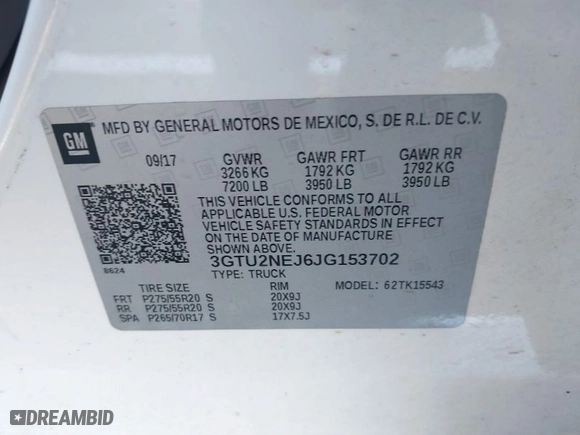 GM
MFD BY GENERAL MOTORS DE MEXICO, S. DE R.L. DE C.V.
09/17 GVWR GAWR FRT GAWR RR
3266 KG 1792 KG 1792 KG
7200 LB 3950 LB 3950 LB
THIS VEHICLE CONFORMS TO ALL
APPLICABLE U.S. FEDERAL MOTOR
VEHICLE SAFETY STANDARDS IN EFFECT
ON THE DATE OF MANUFACTURE
SHOWN ABOVE.
8624 3GTU2NEJ6JG153702
TYPE: TRUCK
TIRE SIZE RIM MODEL: 62TK15543
FRT P275/55R20 S 20X9J
RR P275/55R20 S 20X9J
SPA P265/70R17 S 17X7.5J
DREAMBID